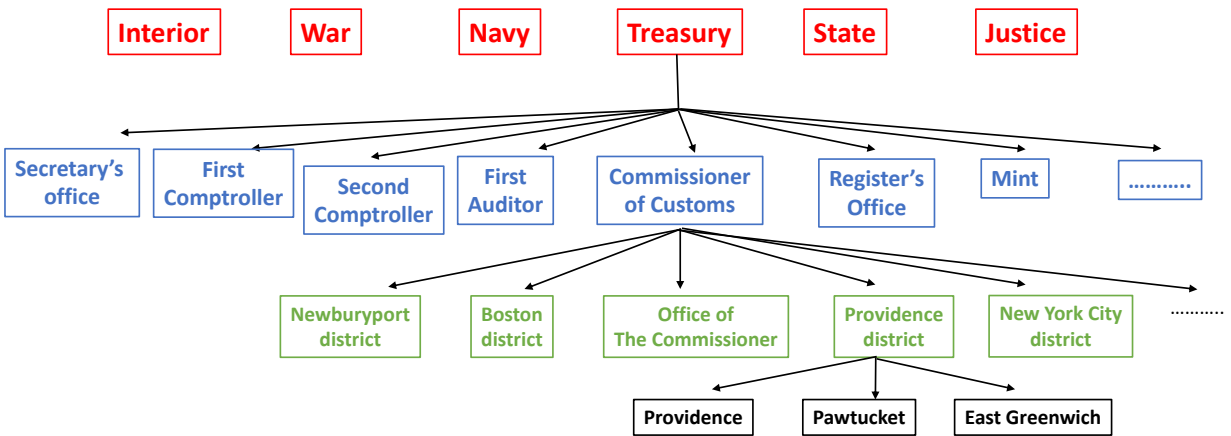 Interior
War
Navy
Treasury
State
Justice
Secretary's
office
First
Comptroller
Second
Comptroller
First
Auditor
Commissioner
of Customs
Register's
Office
Mint
………..
Newburyport
district
Boston
district
Office of
The Commissioner
Providence
district
New York City
district
………..
Providence
Pawtucket
East Greenwich